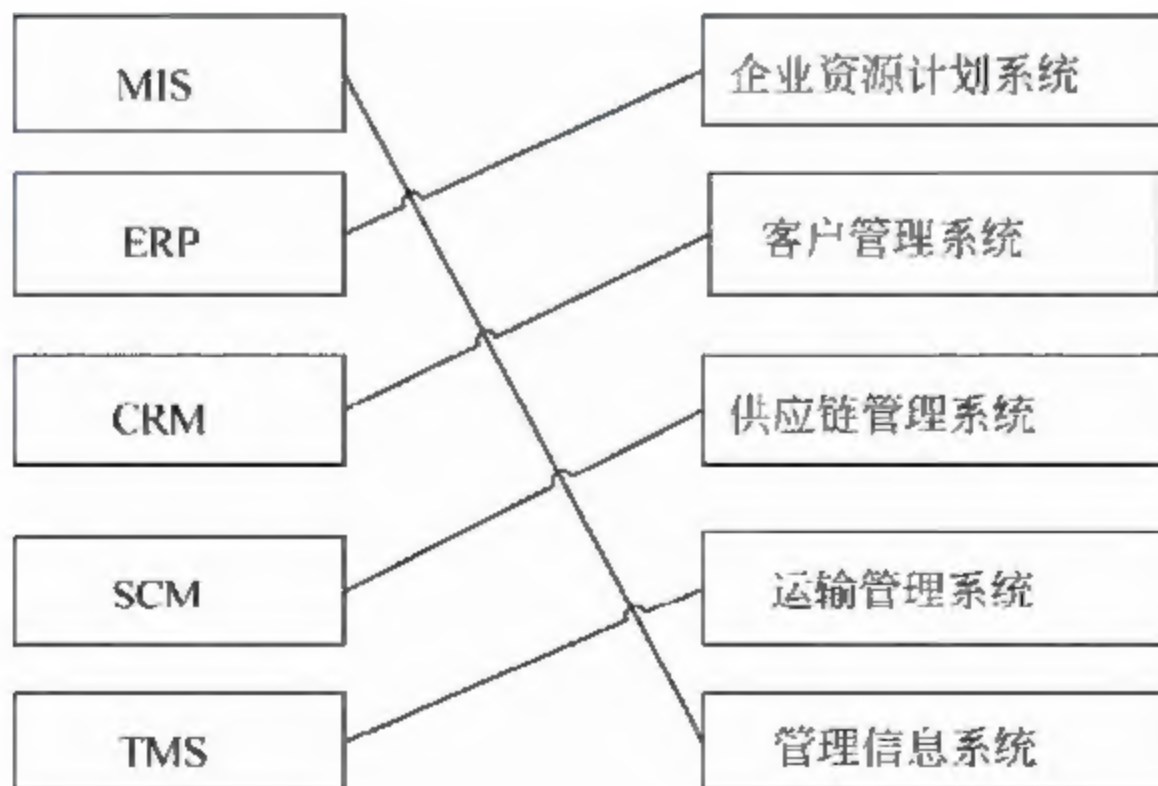 MIS
企业资源计划系统
ERP
客户管理系统
CRM
供应链管理系统
SCM
运输管理系统
TMS
管理信息系统